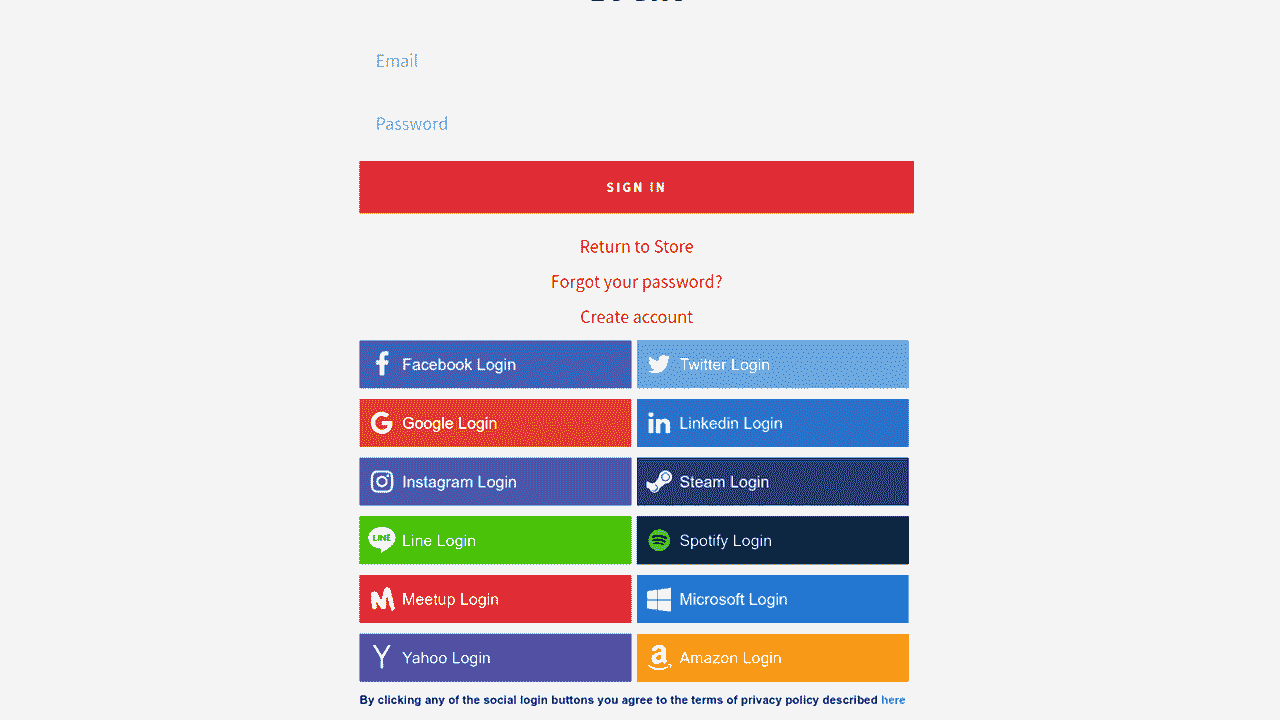 Email
Password
SIGN IN
Return to Store
Forgot your password?
Create account
Facebook Login
Twitter Login
Google Login
Linkedin Login
Instagram Login
Steam Login
LINE Line Login
Spotify Login
Meetup Login
Microsoft Login
Yahoo Login
Amazon Login
By clicking any of the social login buttons you agree to the terms of privacy policy described here